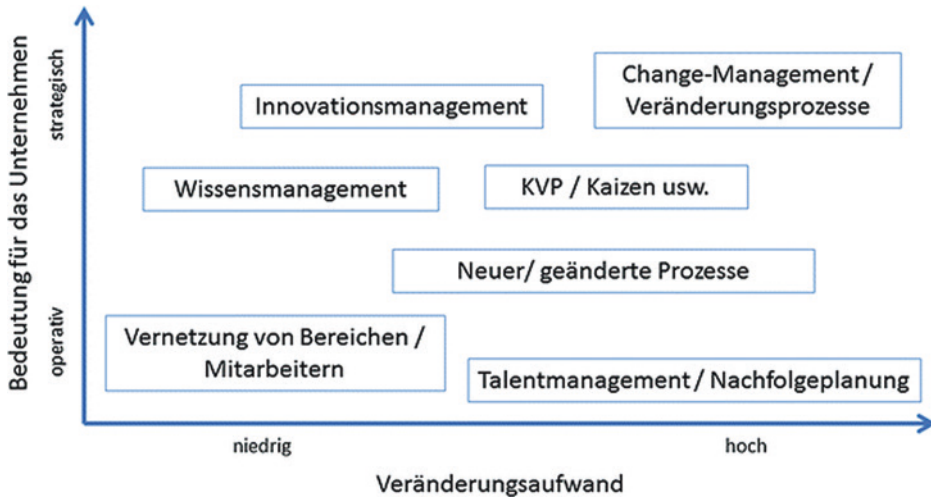 Bedeutung für das Unternehmen
strategisch
operativ
Change-Management /
Veränderungsprozesse
Innovationsmanagement
Wissensmanagement
KVP / Kaizen usw.
Neuer/ geänderte Prozesse
Vernetzung von Bereichen /
Mitarbeitern
Talentmanagement / Nachfolgeplanung
niedrig
hoch
Veränderungsaufwand